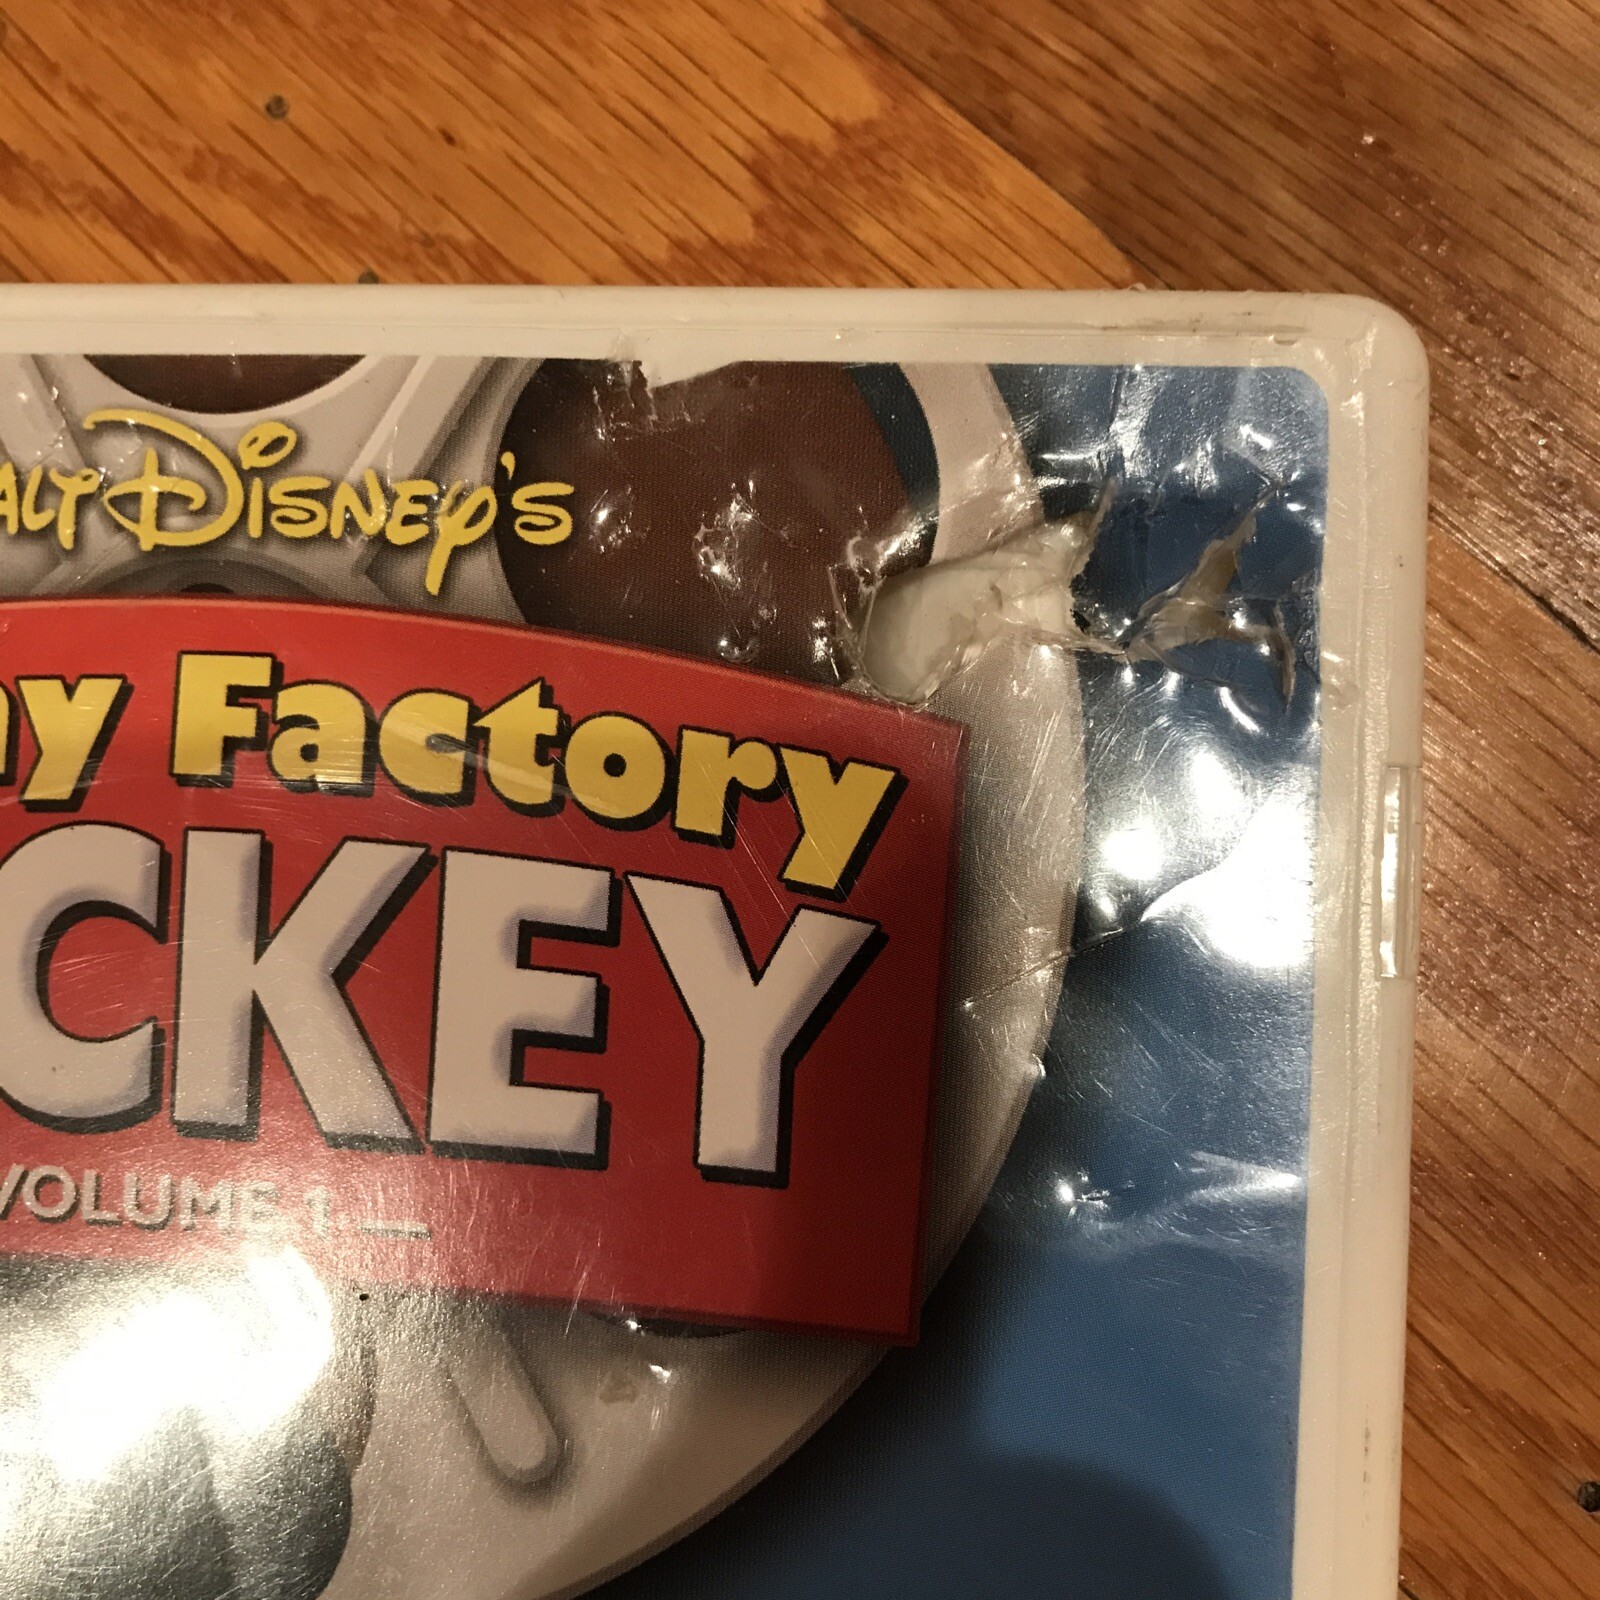 ALT DISNEY'S
ny Factory
CKEY
VOLUME 1 —